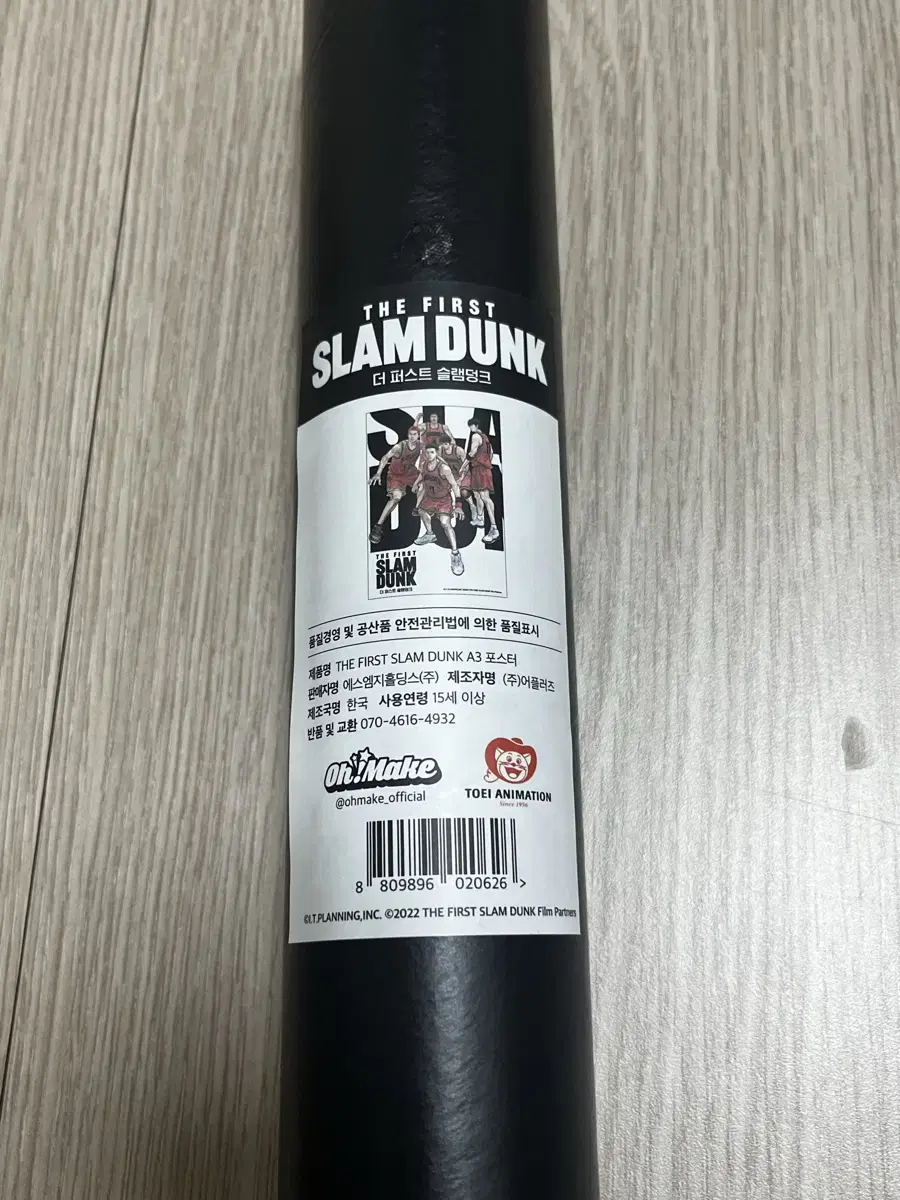 THE FIRST
SLAM DUNK
더 퍼스트 슬램덩크
SLA
DU
THE FIRST
SLAM
DUNK
더 퍼스트 슬램덩크
품질경영 및 공산품 안전관리법에 의한 품질표시
제품명 THE FIRST SLAM DUNK A3 포스터
판매자명 에스엠지홀딩스(주) 제조자명 (주)어플러즈
제조국명 한국 사용연령 15세 이상
반품 및 교환 070-4616-4932
Oh!Make
@ohmake_official
TOEI ANIMATION
Since 1956
8 809896 020626 >
©I.T.PLANNING,INC. ©2022 THE FIRST SLAM DUNK Film Partners